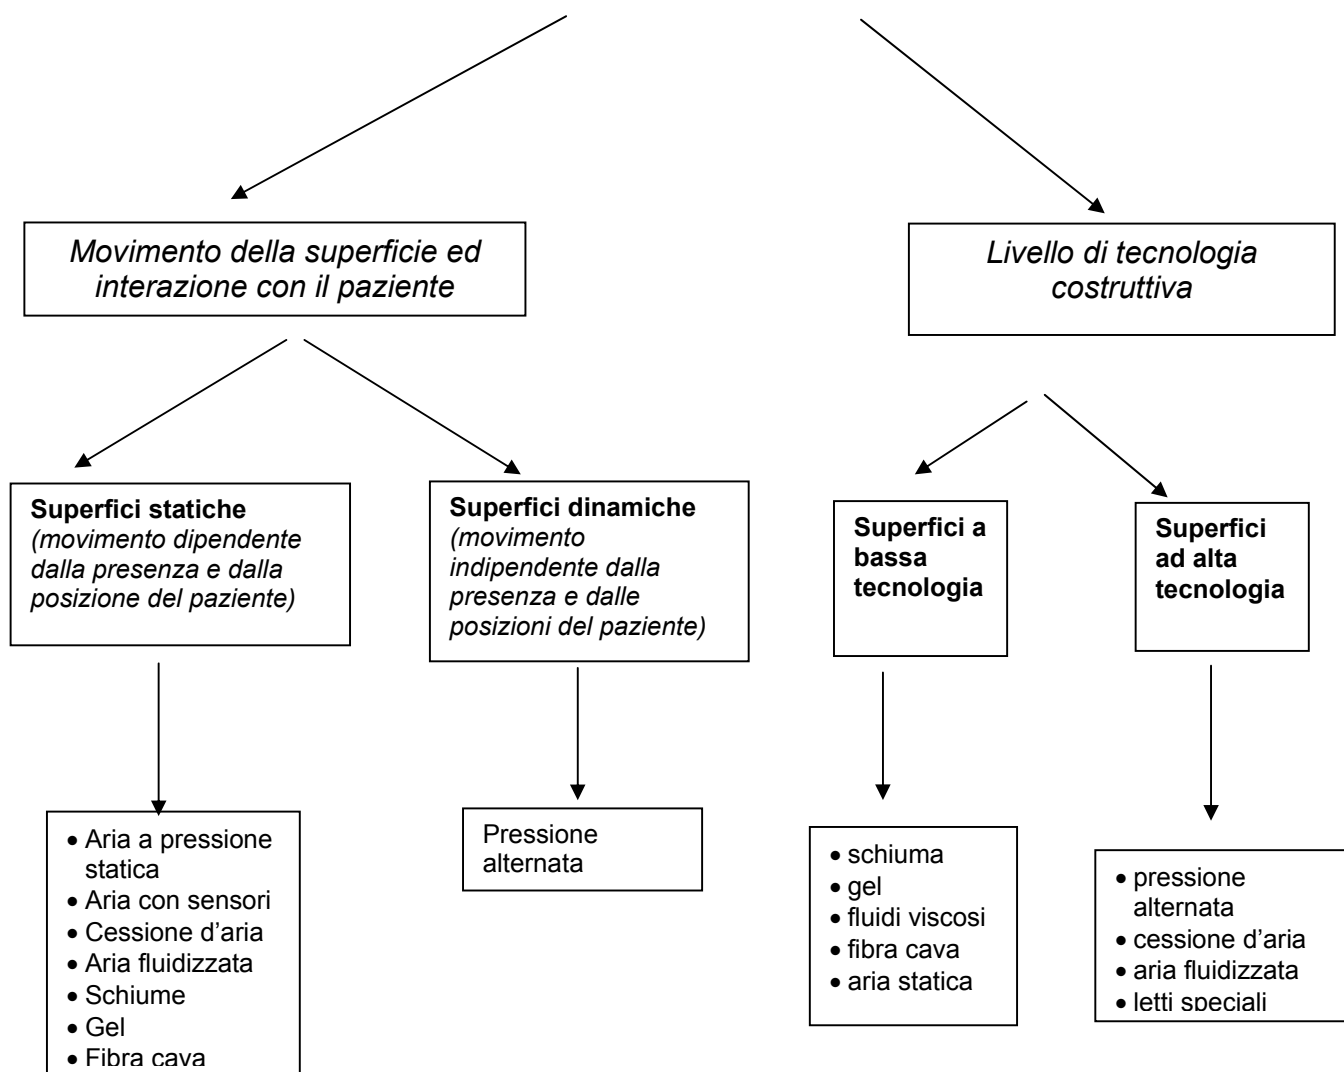 Movimento della superficie ed
interazione con il paziente
Livello di tecnologia
costruttiva
Superfici statiche
(movimento dipendente
dalla presenza e dalla
posizione del paziente)
Superfici dinamiche
(movimento
indipendente dalla
presenza e dalle
posizioni del paziente)
Superfici a
bassa
tecnologia
Superfici
ad alta
tecnologia
• Aria a pressione
statica
• Aria con sensori
• Cessione d’aria
• Aria fluidizzata
• Schiume
• Gel
• Fibra cava
Pressione
alternata
• schiuma
• gel
• fluidi viscosi
• fibra cava
• aria statica
• pressione
alternata
• cessione d’aria
• aria fluidizzata
• letti speciali